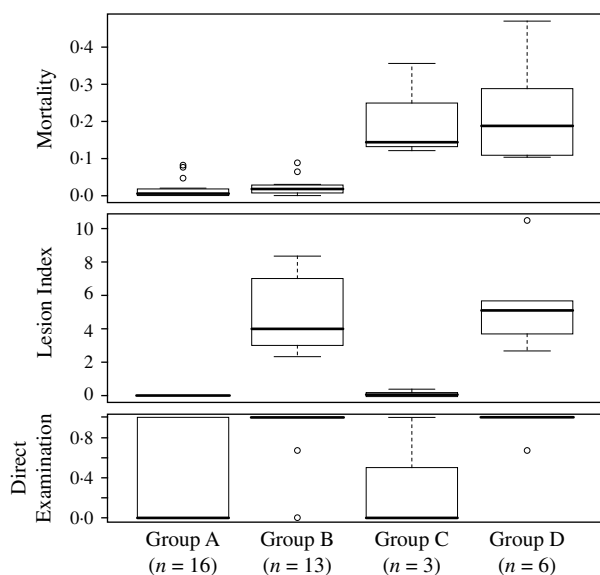 Mortality
0·4
0·3
0·2
0·1
0·0
Lesion Index
10
8
6
4
2
0
Direct
Examination
0·8
0·4
0·0
Group A
(n = 16)
Group B
(n = 13)
Group C
(n = 3)
Group D
(n = 6)